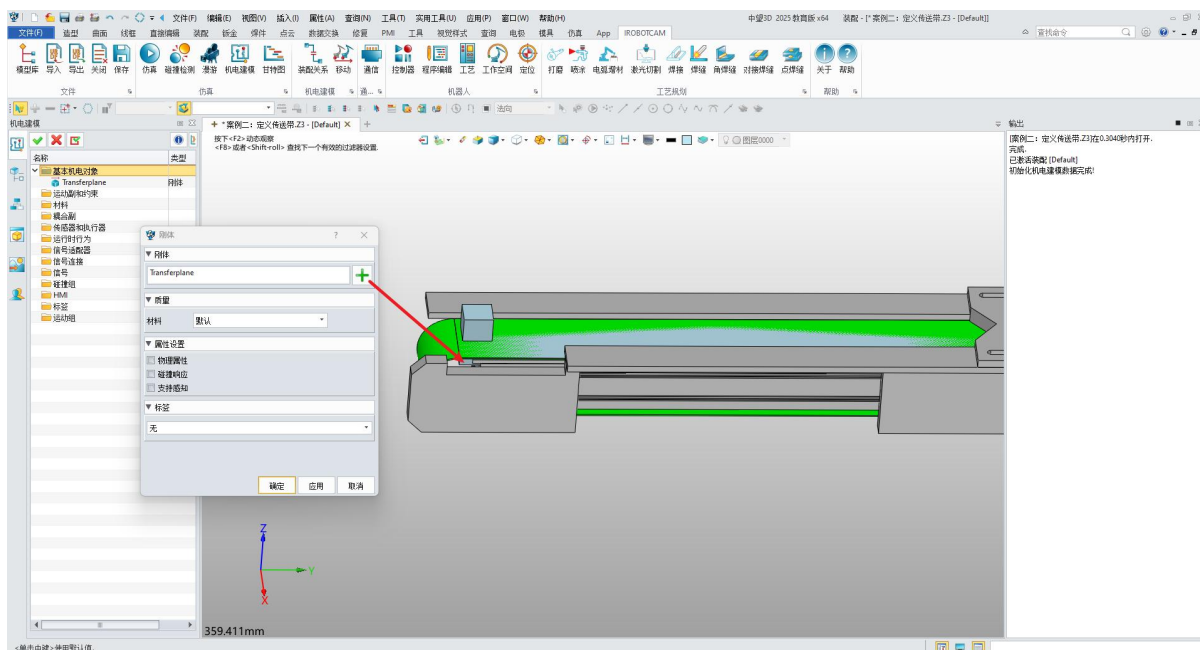 文件(F) 编辑(E) 视图(V) 插入(I) 属性(A) 查询(N) 工具(T) 实用工具(U) 应用(P) 窗口(W) 帮助(H) 中望3D 2025 教育版 x64 装配 - [* 案例二：定义传送带.Z3 - [Default]]
文件(F) 造型 曲面 线框 直接编辑 装配 钣金 焊件 点云 数据交换 修复 PMI 工具 视觉样式 查询 电极 模具 仿真 App IROBOTCAM 查找命令
模型库 导入 导出 关闭 保存 仿真 碰撞检测 漫游 机电建模 甘特图 装配关系 移动 通信 控制器 程序编辑 工艺 工作空间 定位 打磨 喷涂 电弧增材 激光切割 焊接 焊缝 角焊缝 对接焊缝 点焊缝 关于 帮助
文件 仿真 机电建模 通... 机器人 工艺规划 帮助
法向
机电建模
+ * 案例二：定义传送带.Z3 - [Default] × +
输出
按下<F2>动态观察
<F8>或者<Shift-roll> 查找下一个有效的过滤器设置.
图层0000
[案例二：定义传送带.Z3]在0.3040秒内打开.
完成.
已激活装配 [Default]
初始化机电建模数据完成!
名称 类型
基本机电对象
Transferplane 刚体
运动副和约束
材料
耦合副
传感器和执行器
运行时行为
信号适配器
信号连接
信号
碰撞组
HMI
标签
运动组
刚体 ? ×
▼ 刚体
Transferplane
▼ 质量
材料 默认
▼ 属性设置
物理属性
碰撞响应
支持感知
▼ 标签
无
确定 应用 取消
Z
Y
X
359.411mm
<单击中键>使用默认值.